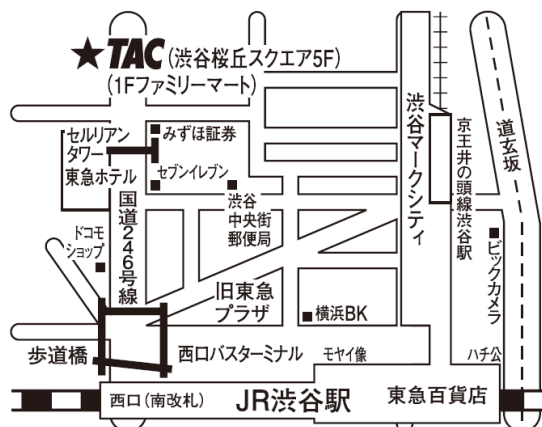 ★TAC(渋谷桜丘スクエア5F)
(1Fファミリーマート)
セルリアン
タワー
東急ホテル
みずほ証券
セブンイレブン
渋谷
中央街
郵便局
国道246号線
ドコモ
ショップ
旧東急
プラザ
横浜BK
渋谷マークシティ
京王井の頭線渋谷駅
道玄坂
ビックカメラ
歩道橋
西口バスターミナル
モヤイ像
ハチ公
西口(南改札)
JR渋谷駅
東急百貨店